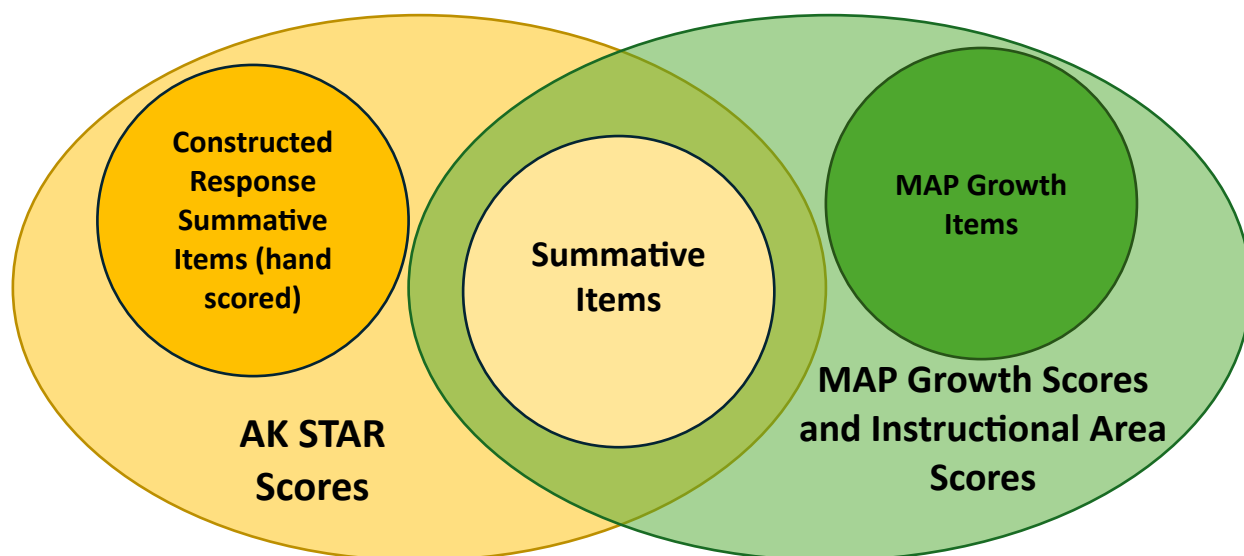 Constructed
Response
Summative
Items (hand
scored)
Summative
Items
MAP Growth
Items
AK STAR
Scores
MAP Growth Scores
and Instructional Area
Scores